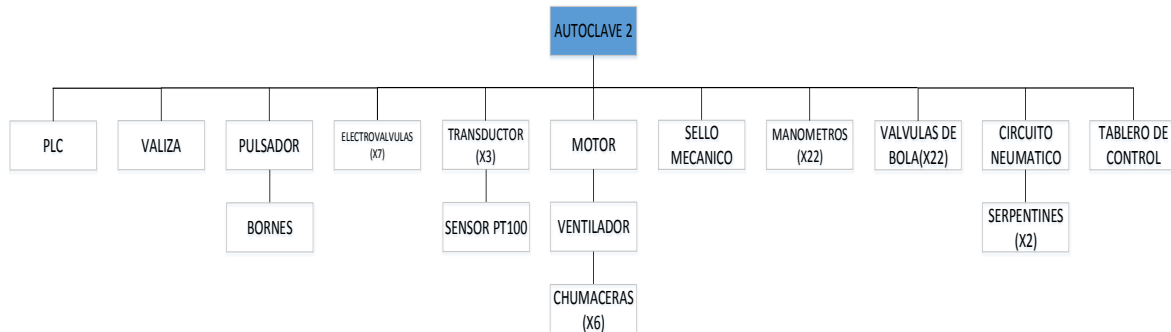 AUTOCLAVE 2
PLC
VALIZA
PULSADOR
ELECTROVALVULAS
(X7)
TRANSDUCTOR
(X3)
MOTOR
SELLO
MECANICO
MANOMETROS
(X22)
VALVULAS DE
BOLA(X22)
CIRCUITO
NEUMATICO
TABLERO DE
CONTROL
BORNES
SENSOR PT100
VENTILADOR
SERPENTINES
(X2)
CHUMACERAS
(X6)